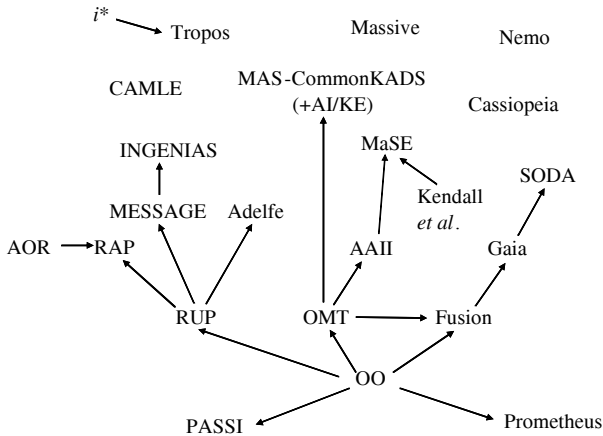 i*
Tropos
Massive
Nemo
MAS-CommonKADS
(+AI/KE)
CAMLE
Cassiopeia
INGENIAS
MaSE
SODA
Kendall
et al.
MESSAGE
Adelfe
AOR
RAP
AAII
Gaia
RUP
OMT
Fusion
OO
PASSI
Prometheus